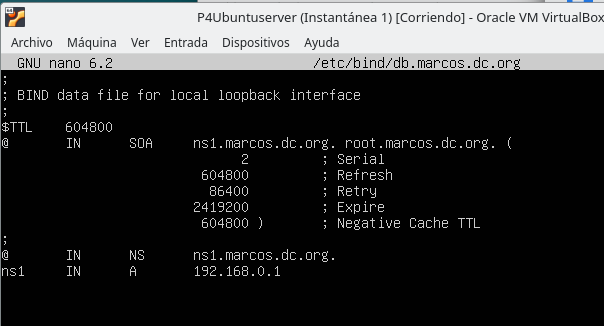 P4Ubuntuserver (Instantánea 1) [Corriendo] - Oracle VM VirtualBox
Archivo Máquina Ver Entrada Dispositivos Ayuda
GNU nano 6.2 /etc/bind/db.marcos.dc.org
;
; BIND data file for local loopback interface
;
$TTL 604800
@ IN SOA ns1.marcos.dc.org. root.marcos.dc.org. (
2 ; Serial
604800 ; Refresh
86400 ; Retry
2419200 ; Expire
604800 ) ; Negative Cache TTL
;
@ IN NS ns1.marcos.dc.org.
ns1 IN A 192.168.0.1